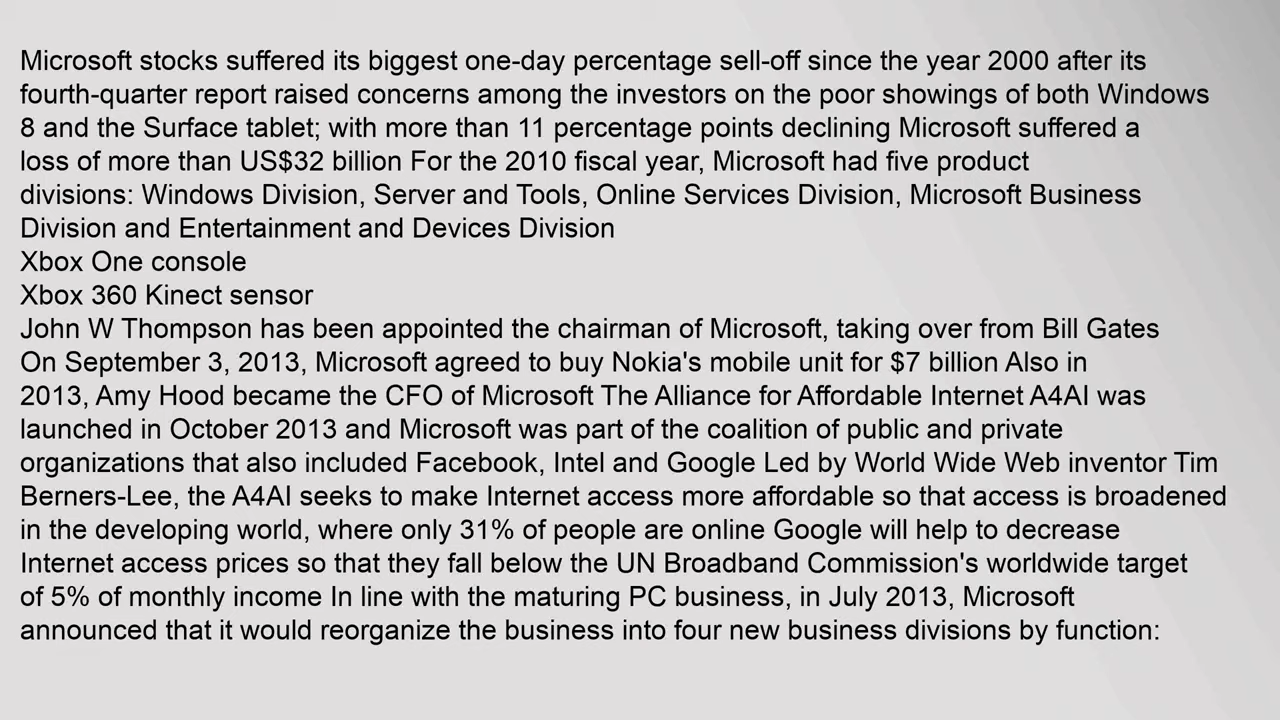 Microsoft stocks suffered its biggest one-day percentage sell-off since the year 2000 after its
fourth-quarter report raised concerns among the investors on the poor showings of both Windows
8 and the Surface tablet; with more than 11 percentage points declining Microsoft suffered a
loss of more than US$32 billion For the 2010 fiscal year, Microsoft had five product
divisions: Windows Division, Server and Tools, Online Services Division, Microsoft Business
Division and Entertainment and Devices Division
Xbox One console
Xbox 360 Kinect sensor
John W Thompson has been appointed the chairman of Microsoft, taking over from Bill Gates
On September 3, 2013, Microsoft agreed to buy Nokia's mobile unit for $7 billion Also in
2013, Amy Hood became the CFO of Microsoft The Alliance for Affordable Internet A4AI was
launched in October 2013 and Microsoft was part of the coalition of public and private
organizations that also included Facebook, Intel and Google Led by World Wide Web inventor Tim
Berners-Lee, the A4AI seeks to make Internet access more affordable so that access is broadened
in the developing world, where only 31% of people are online Google will help to decrease
Internet access prices so that they fall below the UN Broadband Commission's worldwide target
of 5% of monthly income In line with the maturing PC business, in July 2013, Microsoft
announced that it would reorganize the business into four new business divisions by function: